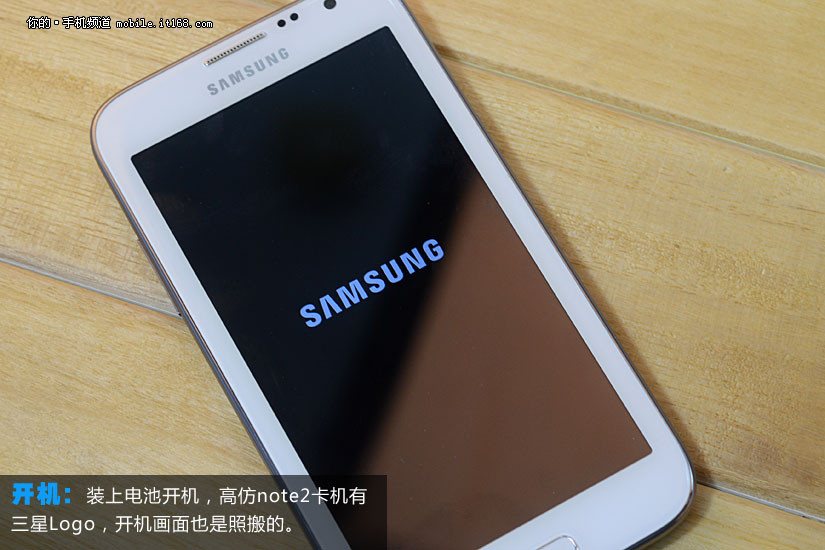 你的·手机频道 mobile.it168.com
SAMSUNG
SAMSUNG
开机：装上电池开机，高仿note2卡机有
三星Logo，开机画面也是照搬的。